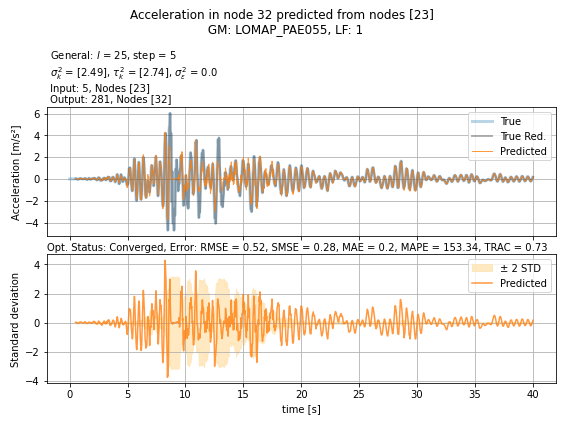 Acceleration in node 32 predicted from nodes [23]
GM: LOMAP_PAE055, LF: 1
General: l = 25, step = 5
σ²ₖ = [2.49], τ²ₖ = [2.74], σ²ε = 0.0
Input: 5, Nodes [23]
Output: 281, Nodes [32]
Acceleration [m/s²]
6
4
2
0
−2
−4
True
True Red.
Predicted
Opt. Status: Converged, Error: RMSE = 0.52, SMSE = 0.28, MAE = 0.2, MAPE = 153.34, TRAC = 0.73
Standard deviation
4
2
0
−2
−4
± 2 STD
Predicted
0 5 10 15 20 25 30 35 40
time [s]